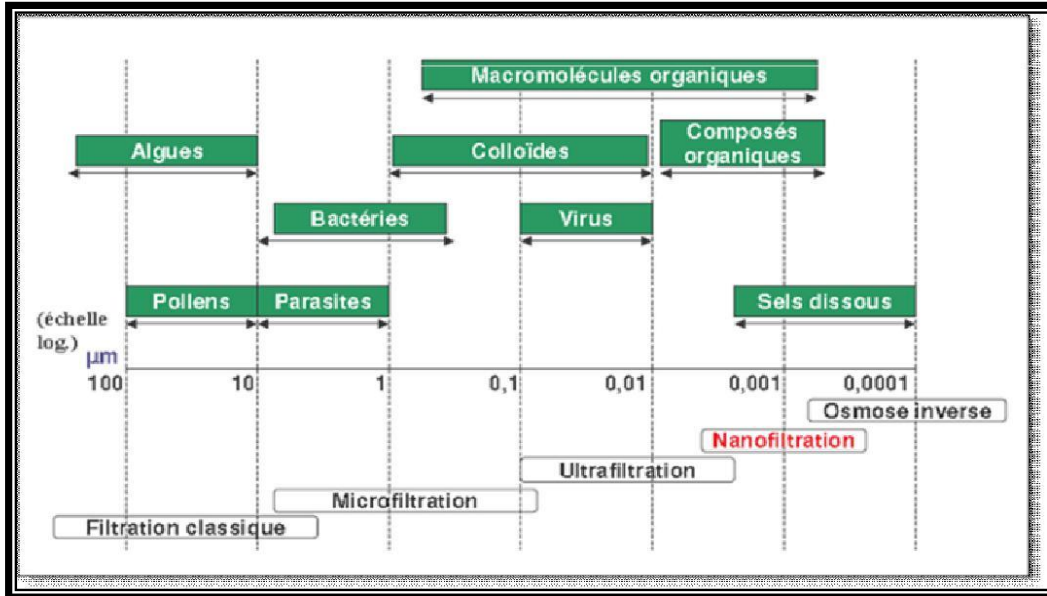 Macromolécules organiques
Algues
Colloïdes
Composés
organiques
Bactéries
Virus
Pollens
Parasites
Sels dissous
(échelle
log.)
µm
100 10 1 0,1 0,01 0,001 0,0001
Osmose inverse
Nanofiltration
Ultrafiltration
Microfiltration
Filtration classique